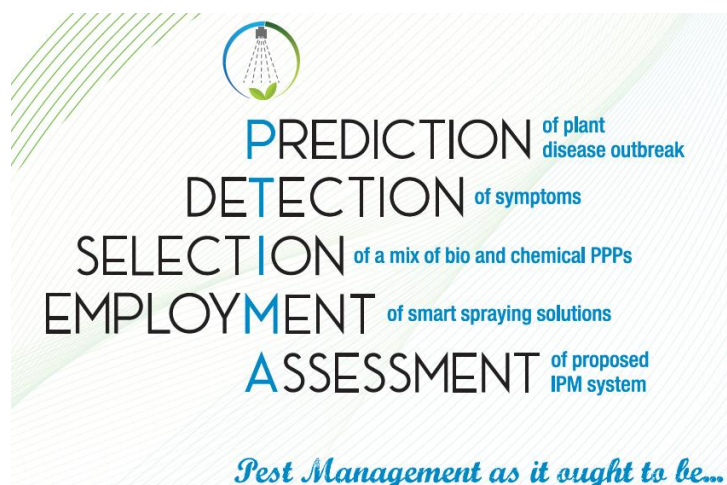 PREDICTION of plant disease outbreak
DETECTION of symptoms
SELECTION of a mix of bio and chemical PPPs
EMPLOYMENT of smart spraying solutions
ASSESSMENT of proposed IPM system
Pest Management as it ought to be...